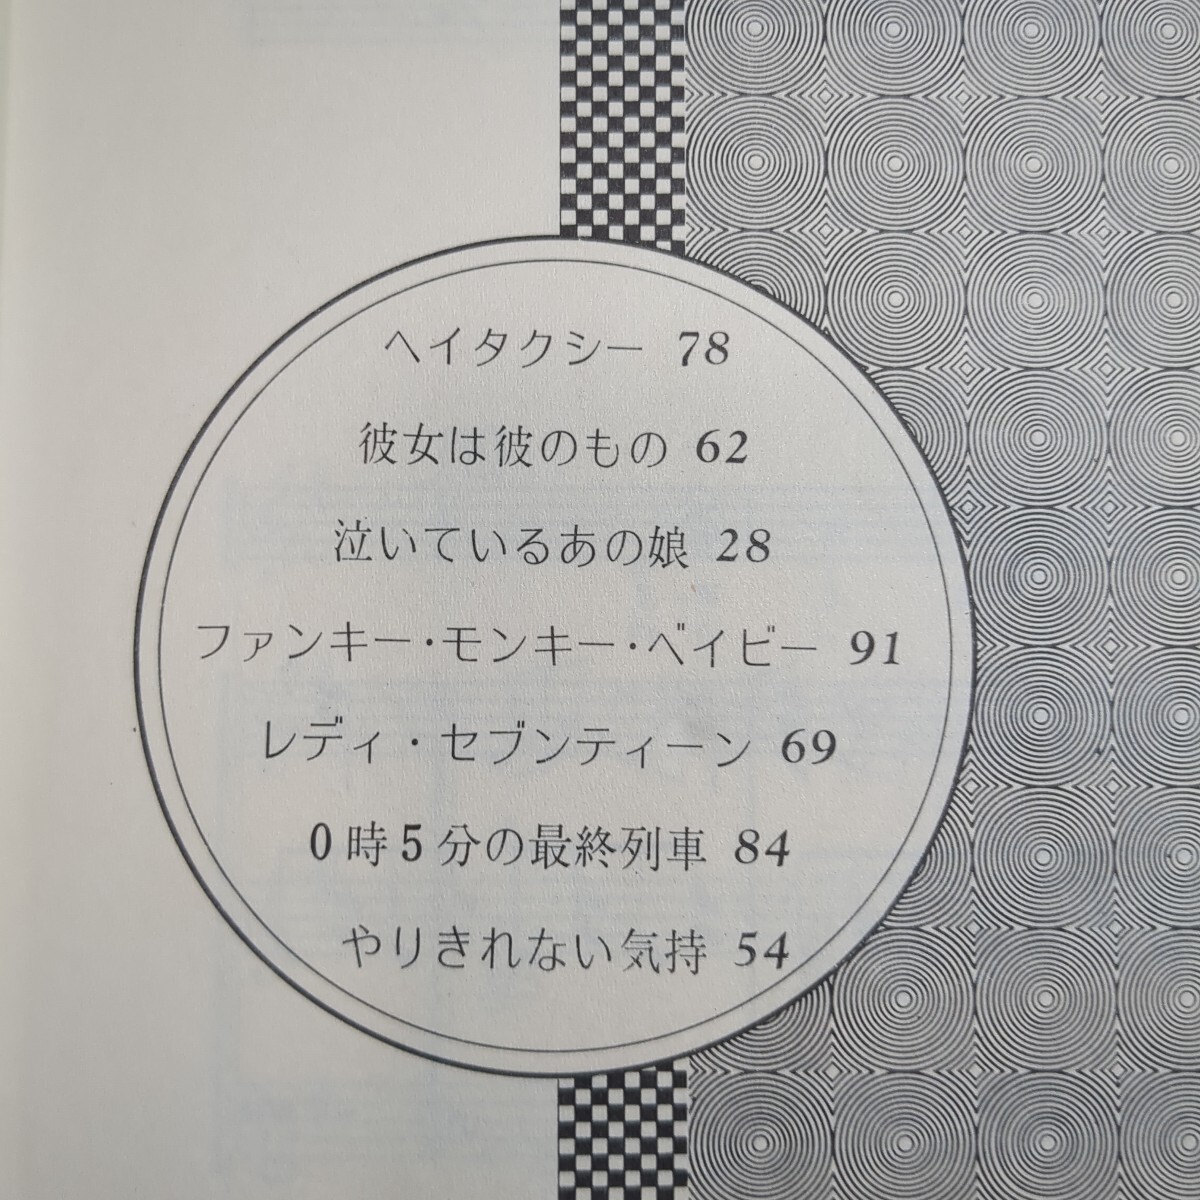 ヘイタクシー 78
彼女は彼のもの 62
泣いているあの娘 28
ファンキー・モンキー・ベイビー 91
レディ・セブンティーン 69
0時5分の最終列車 84
やりきれない気持 54